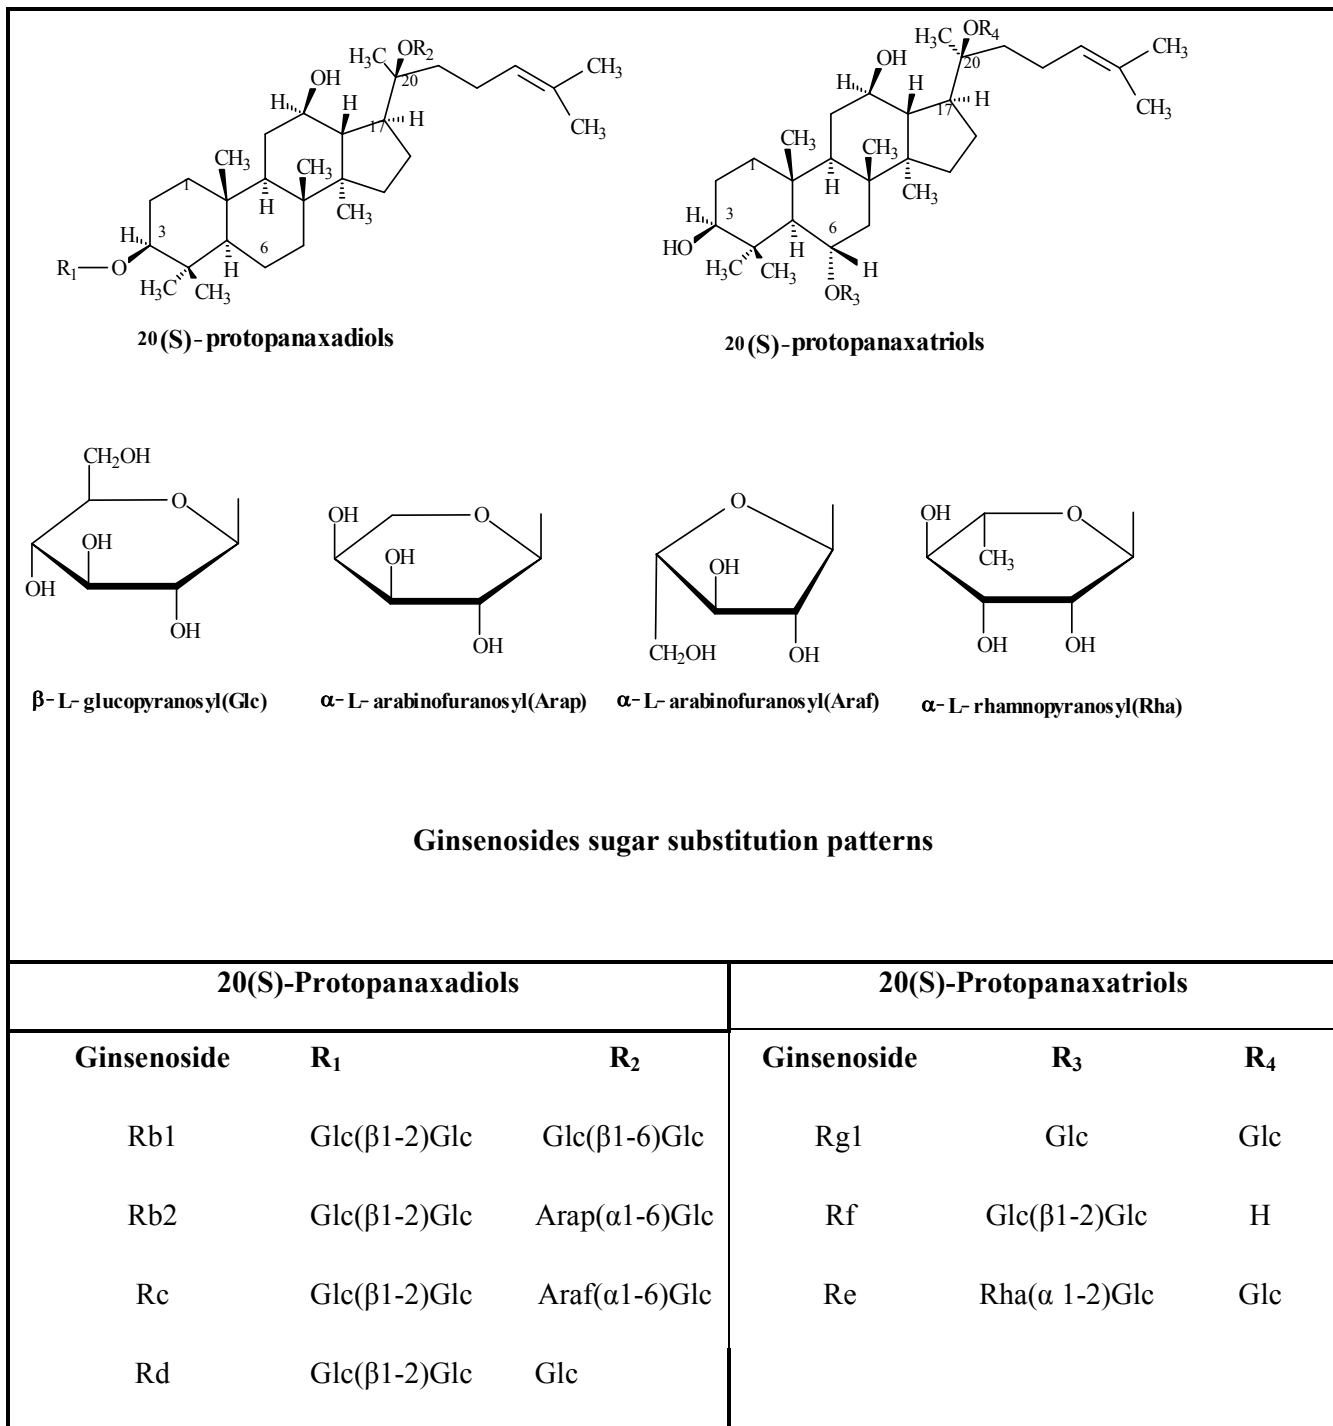 H₃C OR₂
20
OH
H
H
17 H
CH₃
CH₃
CH₃
CH₃
1
H
CH₃
H 3
6
R₁ O
H
H₃C CH₃
20(S)-protopanaxadiols
H₃C OR₄
20
OH
H
H
17 H
CH₃
CH₃
CH₃
CH₃
1
H
CH₃
H 3
6
HO
H
H₃C CH₃
H
OR₃
20(S)-protopanaxatriols
CH₂OH
O
OH
OH
OH
β-L-glucopyranosyl(Glc)
OH
O
OH
OH
α-L-arabinofuranosyl(Arap)
O
OH
CH₂OH
OH
α-L-arabinofuranosyl(Araf)
OH
O
CH₃
OH OH
α-L-rhamnopyranosyl(Rha)
Ginsenosides sugar substitution patterns
20(S)-Protopanaxadiols 20(S)-Protopanaxatriols
Ginsenoside R₁ R₂ Ginsenoside R₃ R₄
Rb1 Glc(β1-2)Glc Glc(β1-6)Glc Rg1 Glc Glc
Rb2 Glc(β1-2)Glc Arap(α1-6)Glc Rf Glc(β1-2)Glc H
Rc Glc(β1-2)Glc Araf(α1-6)Glc Re Rha(α 1-2)Glc Glc
Rd Glc(β1-2)Glc Glc